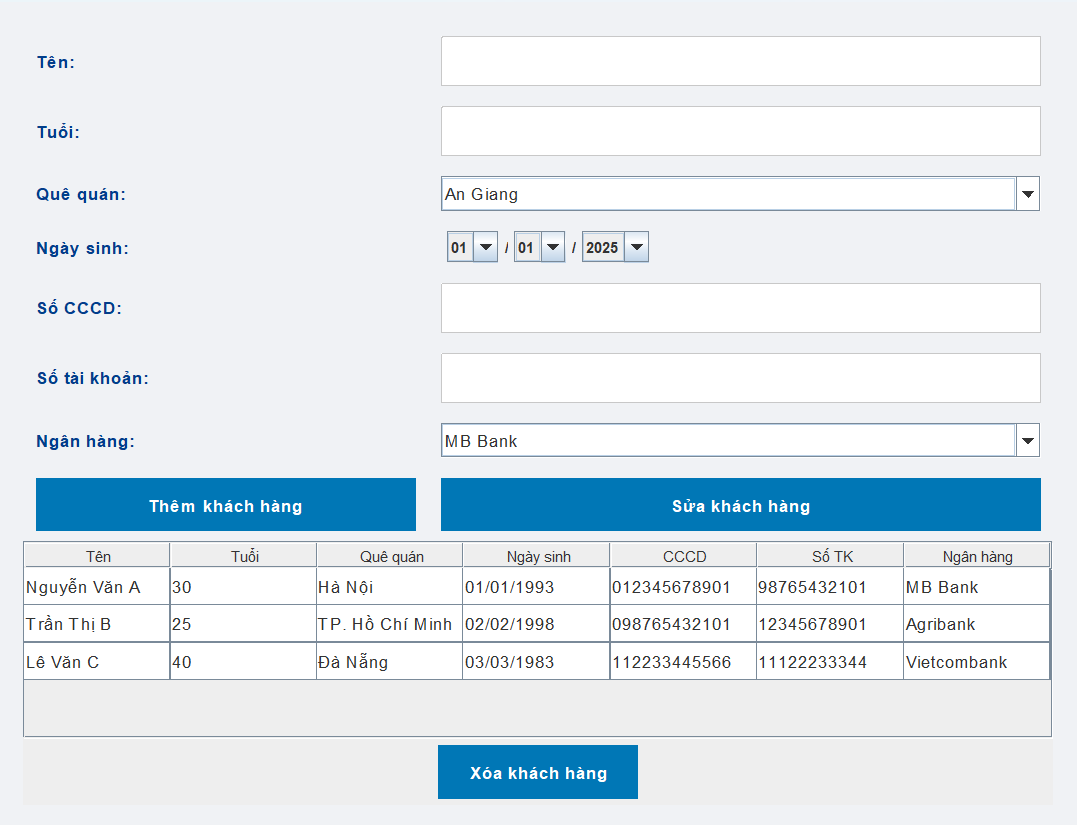 Tên:
Tuổi:
Quê quán: An Giang
Ngày sinh: 01 / 01 / 2025
Số CCCD:
Số tài khoản:
Ngân hàng: MB Bank
Thêm khách hàng Sửa khách hàng
Tên Tuổi Quê quán Ngày sinh CCCD Số TK Ngân hàng
Nguyễn Văn A 30 Hà Nội 01/01/1993 012345678901 98765432101 MB Bank
Trần Thị B 25 TP. Hồ Chí Minh 02/02/1998 098765432101 12345678901 Agribank
Lê Văn C 40 Đà Nẵng 03/03/1983 112233445566 11122233344 Vietcombank
Xóa khách hàng